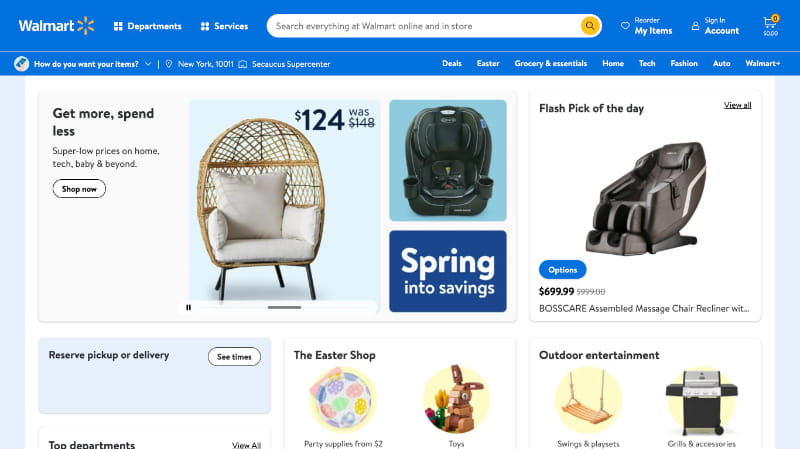 Walmart
Departments
Services
Search everything at Walmart online and in store
Reorder
My Items
Sign In
Account
0
$0.00
How do you want your items?
New York, 10011
Secaucus Supercenter
Deals
Easter
Grocery & essentials
Home
Tech
Fashion
Auto
Walmart+
Get more, spend
less
Super-low prices on home,
tech, baby & beyond.
Shop now
$124 was
$148
Spring
into savings
Flash Pick of the day
View all
Options
$699.99 $999.00
BOSSCARE Assembled Massage Chair Recliner wit...
Reserve pickup or delivery
See times
The Easter Shop
Party supplies from $2
Toys
Outdoor entertainment
Swings & playsets
Grills & accessories
Top departments
View All